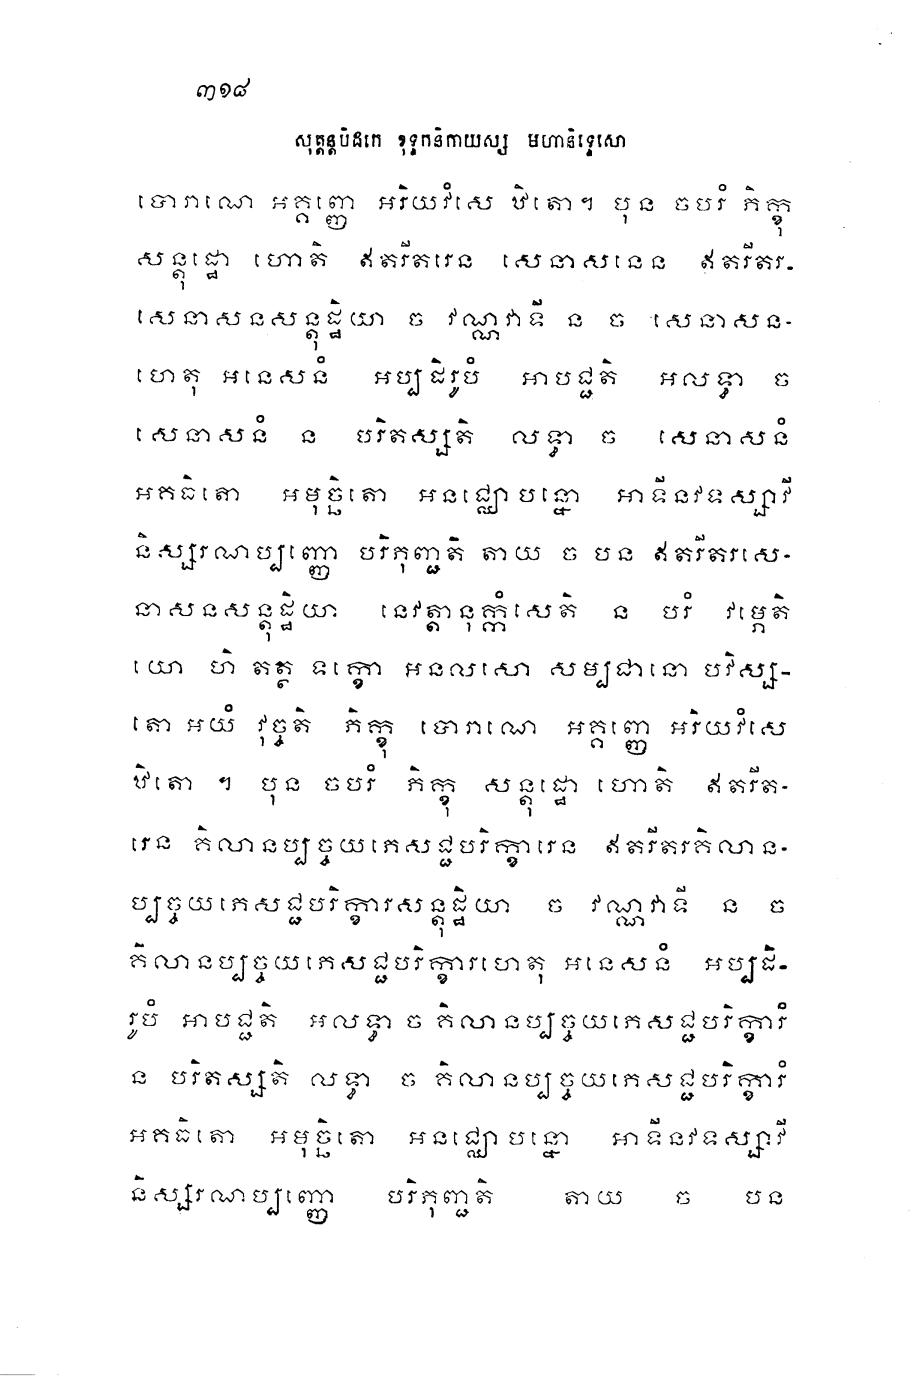 ៣១៨
សុត្តន្តបិដកេ ខុទ្ទកនិកាយស្ស មហានិទ្ទេសោ
បោរាណេ អគ្គញ្ញេ អរិយវំសេ ឋិតោ។ បុន ចបរំ ភិក្ខុ
សន្តុដ្ឋោ ហោតិ ឥតរីតរេន សេនាសនេន ឥតរីតរ-
សេនាសនសន្តុដ្ឋិយា ច វណ្ណវាទី ន ច សេនាសន-
ហេតុ អនេសនំ អប្បដិរូបំ អាបជ្ជតិ អលទ្ធា ច
សេនាសនំ ន បរិតស្សតិ លទ្ធា ច សេនាសនំ
អគធិតោ អមុច្ឆិតោ អនជ្ឈោបន្នោ អាទីនវទស្សាវី
និស្សរណប្បញ្ញោ បរិភុញ្ជតិ តាយ ច បន ឥតរីតរសេ-
នាសនសន្តុដ្ឋិយា នេវត្តានុក្កំសេតិ ន បរំ វម្ភេតិ
យោ ហិ តត្ថ ទក្ខោ អនលសោ សម្បជានោ បវិស្ស-
តោ អយំ វុច្ចតិ ភិក្ខុ បោរាណេ អគ្គញ្ញេ អរិយវំសេ
ឋិតោ ។ បុន ចបរំ ភិក្ខុ សន្តុដ្ឋោ ហោតិ ឥតរីត-
រេន គិលានប្បច្ចយភេសជ្ជបរិក្ខារេន ឥតរីតរគិលាន-
ប្បច្ចយភេសជ្ជបរិក្ខារសន្តុដ្ឋិយា ច វណ្ណវាទី ន ច
គិលានប្បច្ចយភេសជ្ជបរិក្ខារហេតុ អនេសនំ អប្បដិ-
រូបំ អាបជ្ជតិ អលទ្ធា ច គិលានប្បច្ចយភេសជ្ជបរិក្ខារំ
ន បរិតស្សតិ លទ្ធា ច គិលានប្បច្ចយភេសជ្ជបរិក្ខារំ
អគធិតោ អមុច្ឆិតោ អនជ្ឈោបន្នោ អាទីនវទស្សាវី
និស្សរណប្បញ្ញោ បរិភុញ្ជតិ តាយ ច បន